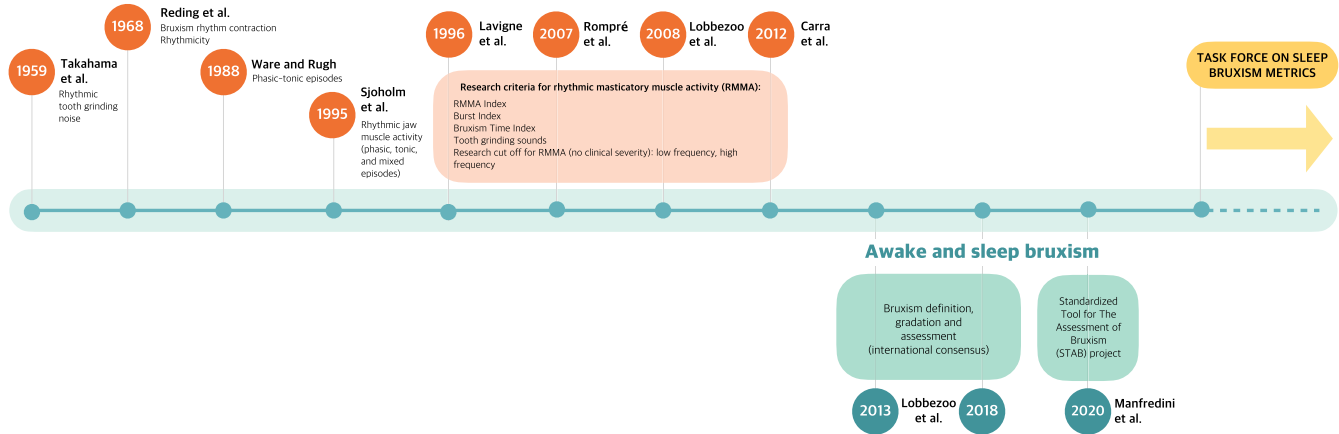 1959
Takahama
et al.
Rhythmic
tooth grinding
noise
1968
Reding et al.
Bruxism rhythm contraction
Rhythmicity
1988
Ware and Rugh
Phasic-tonic episodes
1995
Sjoholm
et al.
Rhythmic jaw
muscle activity
(phasic, tonic,
and mixed
episodes)
1996
Lavigne
et al.
2007
Rompré
et al.
2008
Lobbezoo
et al.
2012
Carra
et al.
Research criteria for rhythmic masticatory muscle activity (RMMA):
RMMA Index
Burst Index
Bruxism Time Index
Tooth grinding sounds
Research cut off for RMMA (no clinical severity): low frequency, high
frequency
TASK FORCE ON SLEEP
BRUXISM METRICS
Awake and sleep bruxism
Bruxism definition,
gradation and
assessment
(international consensus)
2013
Lobbezoo
et al.
2018
Standardized
Tool for The
Assessment of
Bruxism
(STAB) project
2020
Manfredini
et al.